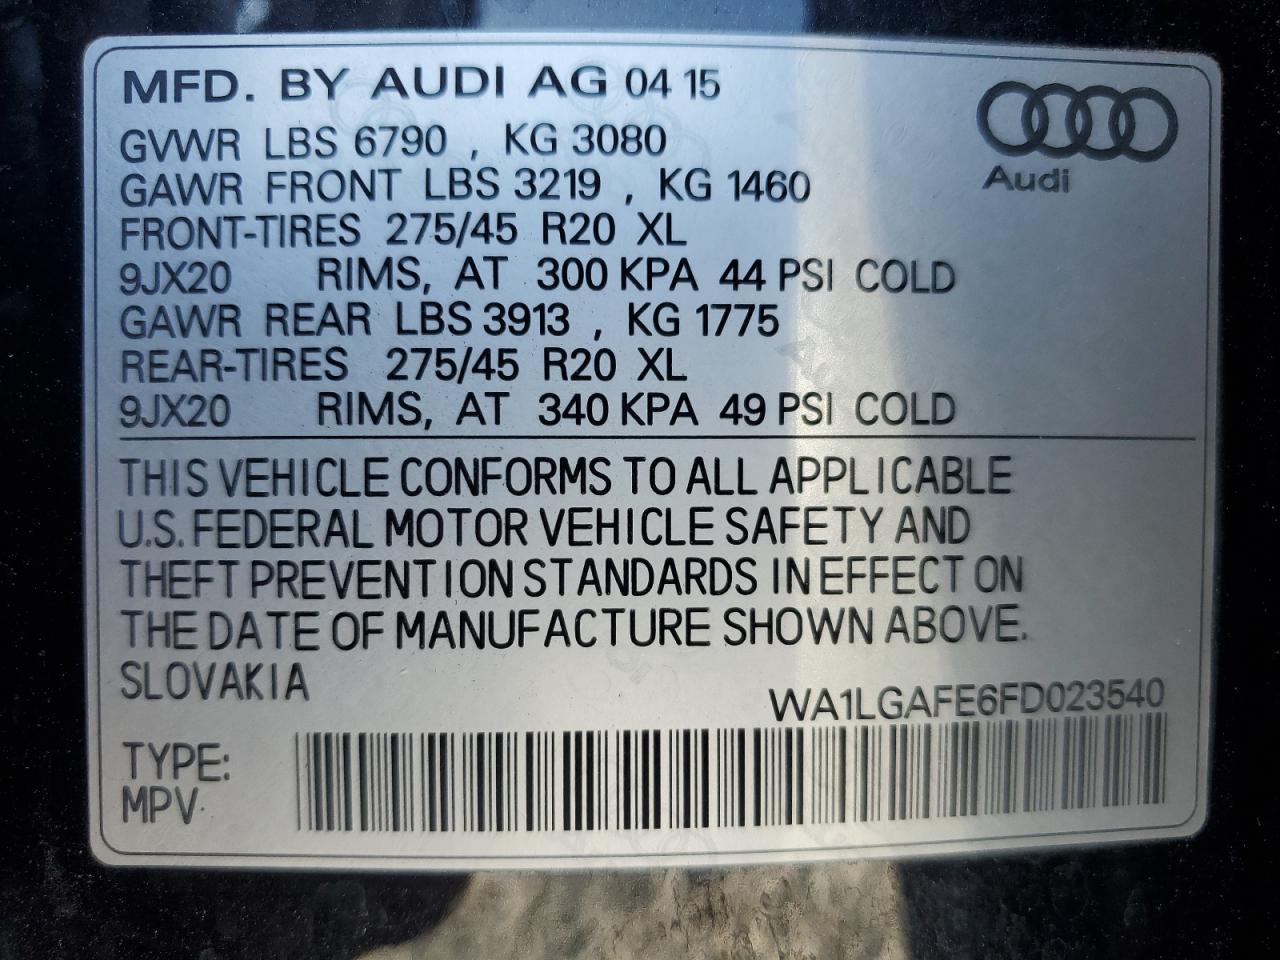 MFD. BY AUDI AG 04 15
Audi
GVWR LBS 6790 , KG 3080
GAWR FRONT LBS 3219 , KG 1460
FRONT-TIRES 275/45 R20 XL
9JX20 RIMS, AT 300 KPA 44 PSI COLD
GAWR REAR LBS 3913 , KG 1775
REAR-TIRES 275/45 R20 XL
9JX20 RIMS, AT 340 KPA 49 PSI COLD
THIS VEHICLE CONFORMS TO ALL APPLICABLE
U.S. FEDERAL MOTOR VEHICLE SAFETY AND
THEFT PREVENTION STANDARDS IN EFFECT ON
THE DATE OF MANUFACTURE SHOWN ABOVE.
SLOVAKIA
WA1LGAFE6FD023540
TYPE:
MPV